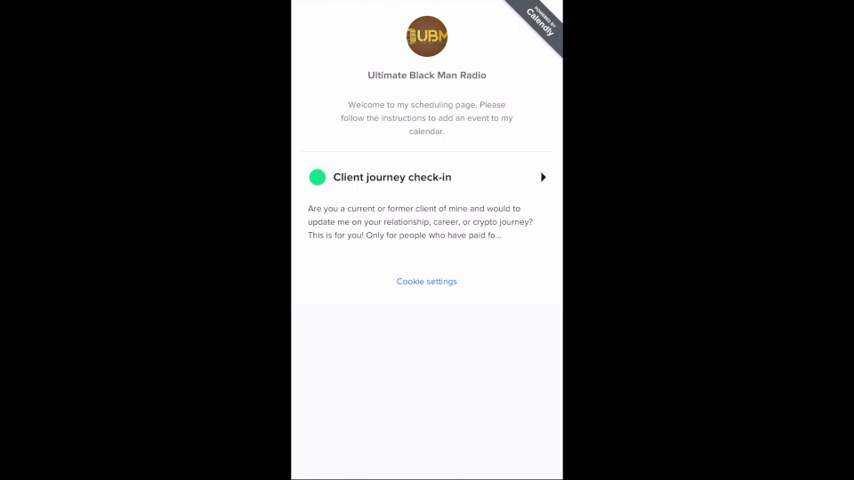 POWERED BY
Calendly
UBM
Ultimate Black Man Radio
Welcome to my scheduling page. Please
follow the instructions to add an event to my
calendar.
Client journey check-in
Are you a current or former client of mine and would to
update me on your relationship, career, or crypto journey?
This is for you! Only for people who have paid fo...
Cookie settings